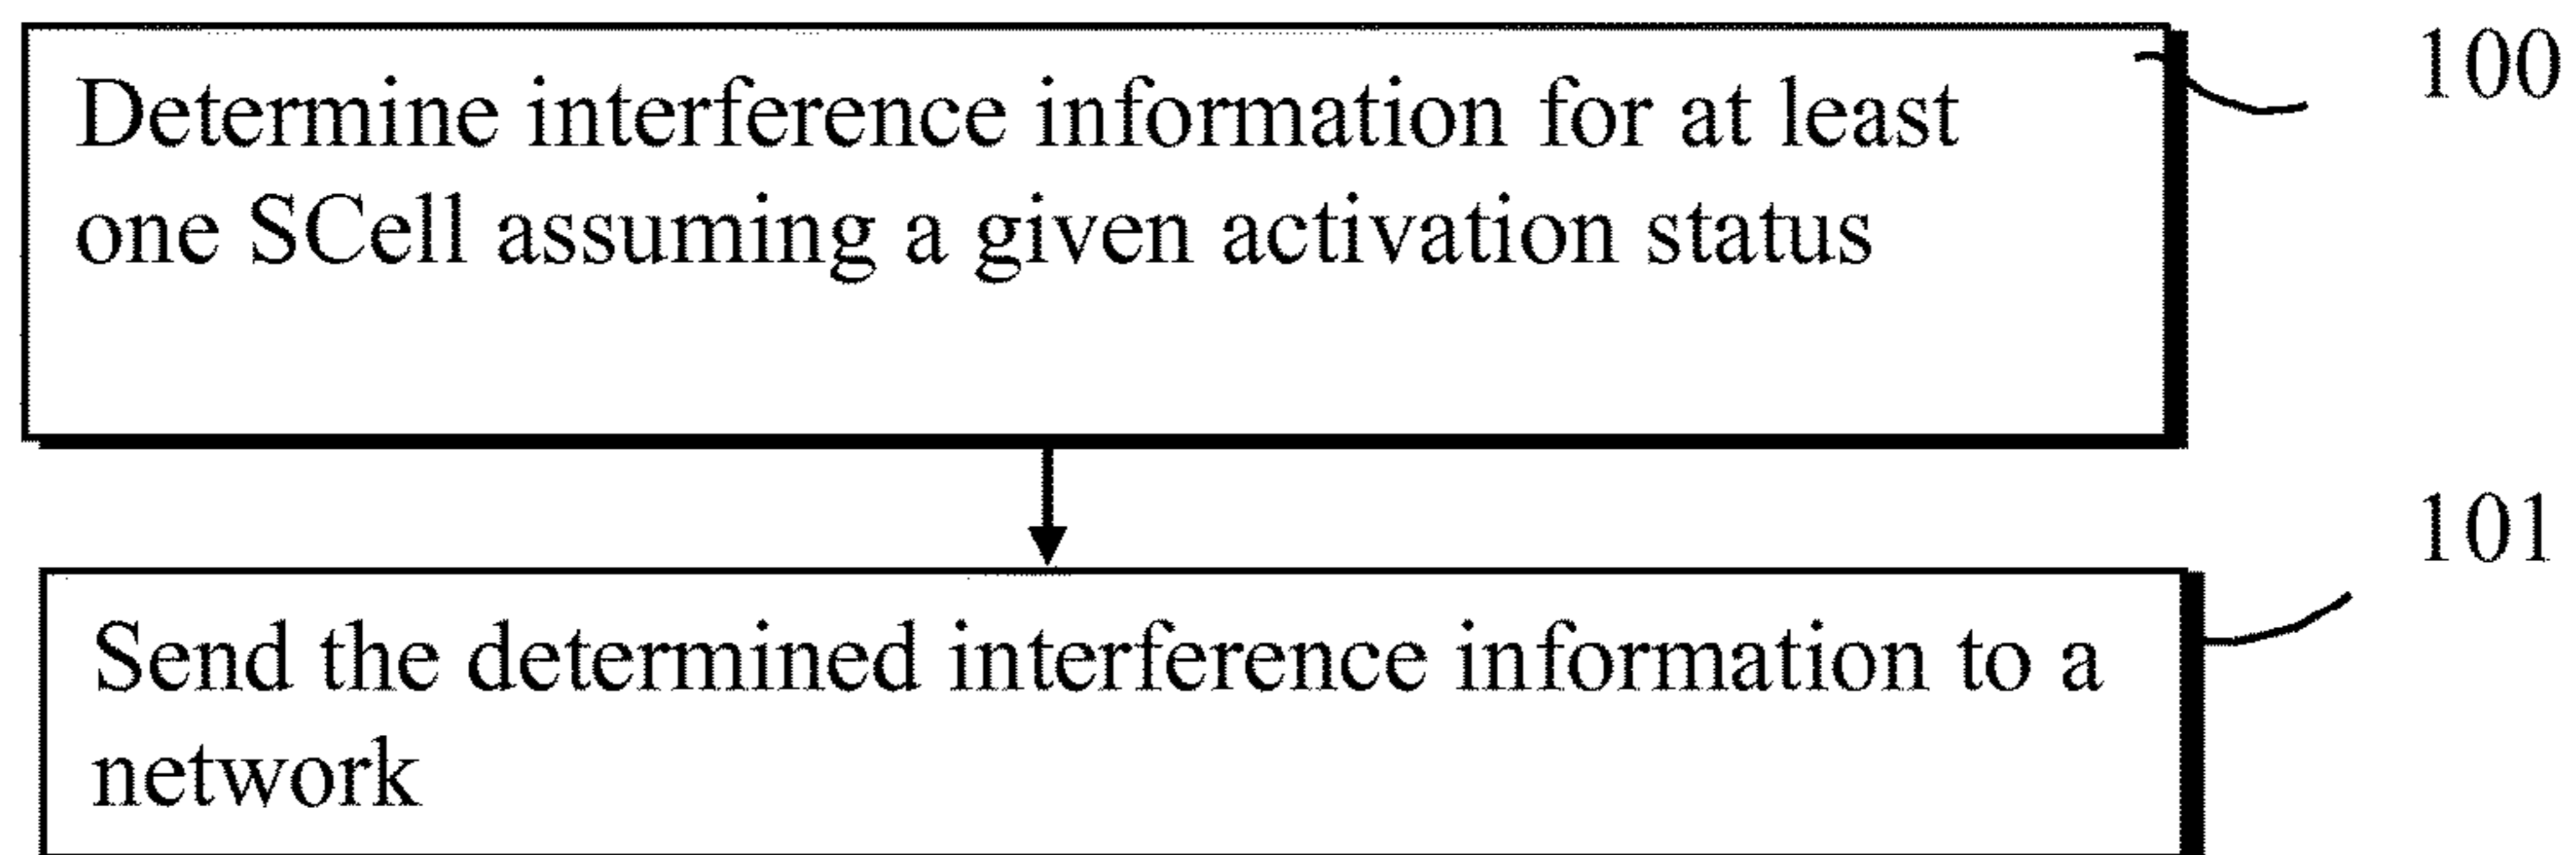 Determine interference information for at least
one SCell assuming a given activation status
100
Send the determined interference information to a
network
101